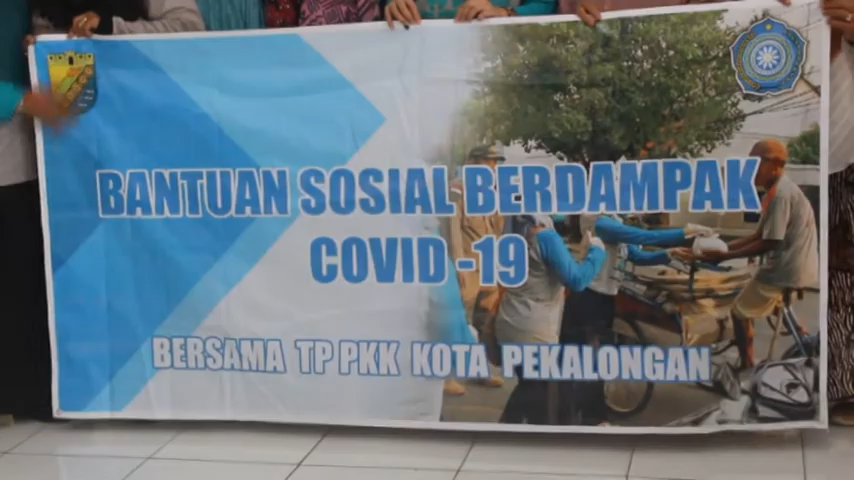 BANTUAN SOSIAL BERDAMPAK
COVID -19
BERSAMA TP PKK KOTA PEKALONGAN